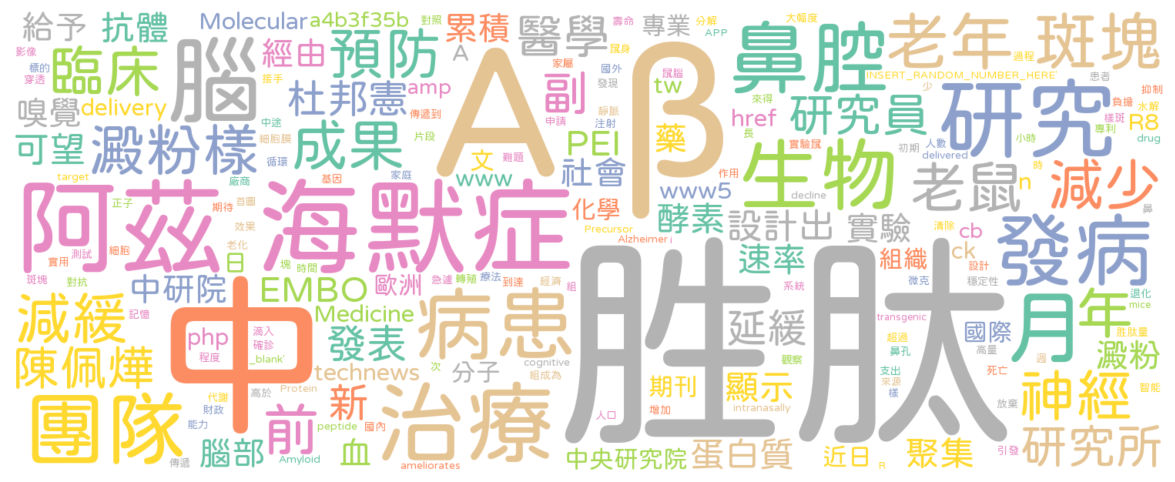 給予 抗體 Molecular a4b3f35b 對照 累積 醫學 專業 壽命 分解 大幅度 老年 斑塊
影像 臨床 腦 經由 預防 A 家屬 APP 鼻腔 過程
標的 穿透 接手 Aβ 國外 INSERT_RANDOM_NUMBER_HERE' 患者
嗅覺 delivery 杜邦憲 amp 副 發現 tw href 研究員 研究 少 抑制
中途 傳遞到 申請 注射 靜脈 藥 來得 負擔 水解 R8
可望 澱粉樣 細胞膜 成果 片段 文 難題 PEI 長 實驗 專利 樣斑 drug
循環 www 社會 生物 初期 人數 小時
target 廠商 基因 家庭 www5 作用 delivered 老鼠 n 時 減少
阿茲海默症 正子 首圖 期待 化學 酵素 decline 鼻
效果 Precursor 設計出 實驗 清除 cb 發病
實用 測試 細胞 老化 Alzheimer i 速率 組織 ck
斑塊 對抗 日 塊 時間 歐洲 急遽 轉殖 療法 到達 經濟 組 系統 微克 設計 穩定性 退化
中研院 EMBO 胜肽 mice
減緩 記憶 中 滴入 Medicine 病患 延緩 transgenic 月 年 胜肽量
php 確診 發表 超過 國際 澱粉
陳佩燁 程度 _blank' technews 次 分子 cognitive 觀察 鼻孔 高量 週
高於 組成為 期刊 顯示 支出 死亡 神經 智能
團隊 代謝 Protein 前 新 治療 來源 樣
財政 人口 增加 intranasally 放棄
能力 peptide 國內
傳遞 腦部 Amyloid 血 ameliorates 中央研究院 蛋白質 近日 R 聚集 引發 研究所